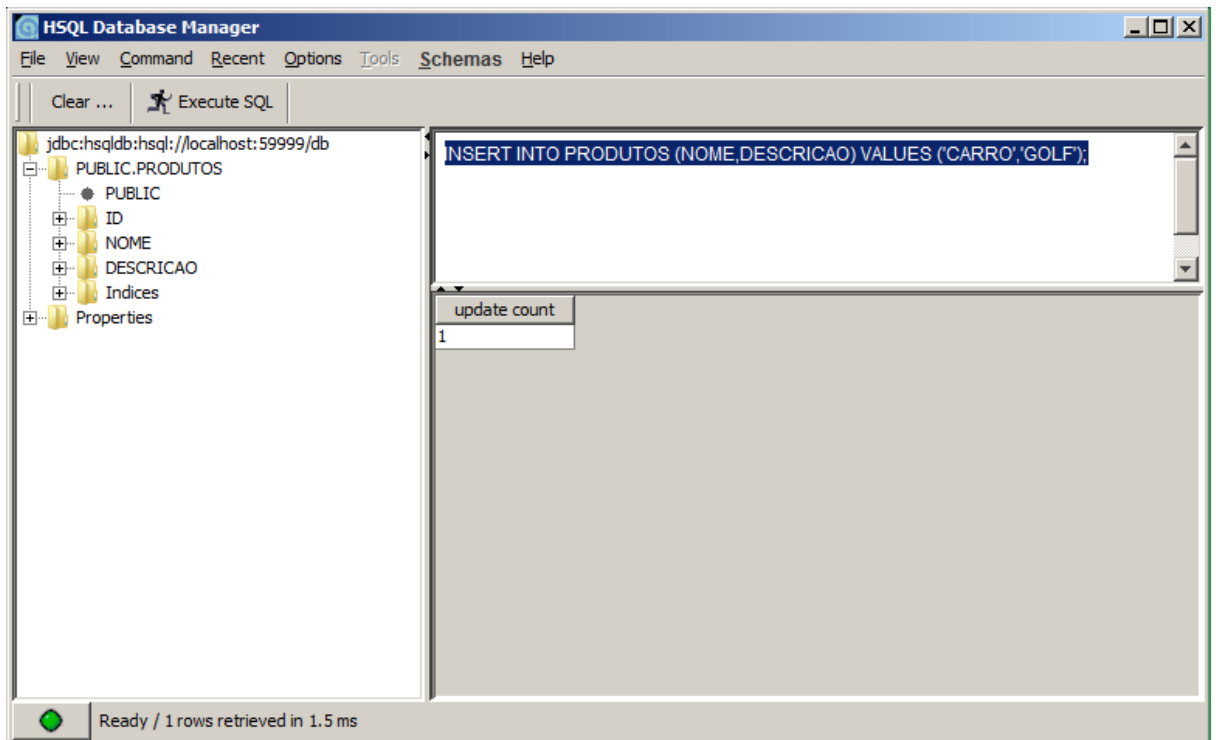 HSQL Database Manager
File View Command Recent Options Tools Schemas Help
Clear ... Execute SQL
jdbc:hsqldb:hsql://localhost:59999/db
PUBLIC.PRODUTOS
PUBLIC
ID
NOME
DESCRICAO
Indices
Properties
INSERT INTO PRODUTOS (NOME,DESCRICAO) VALUES ('CARRO','GOLF');
update count
1
Ready / 1 rows retrieved in 1.5 ms